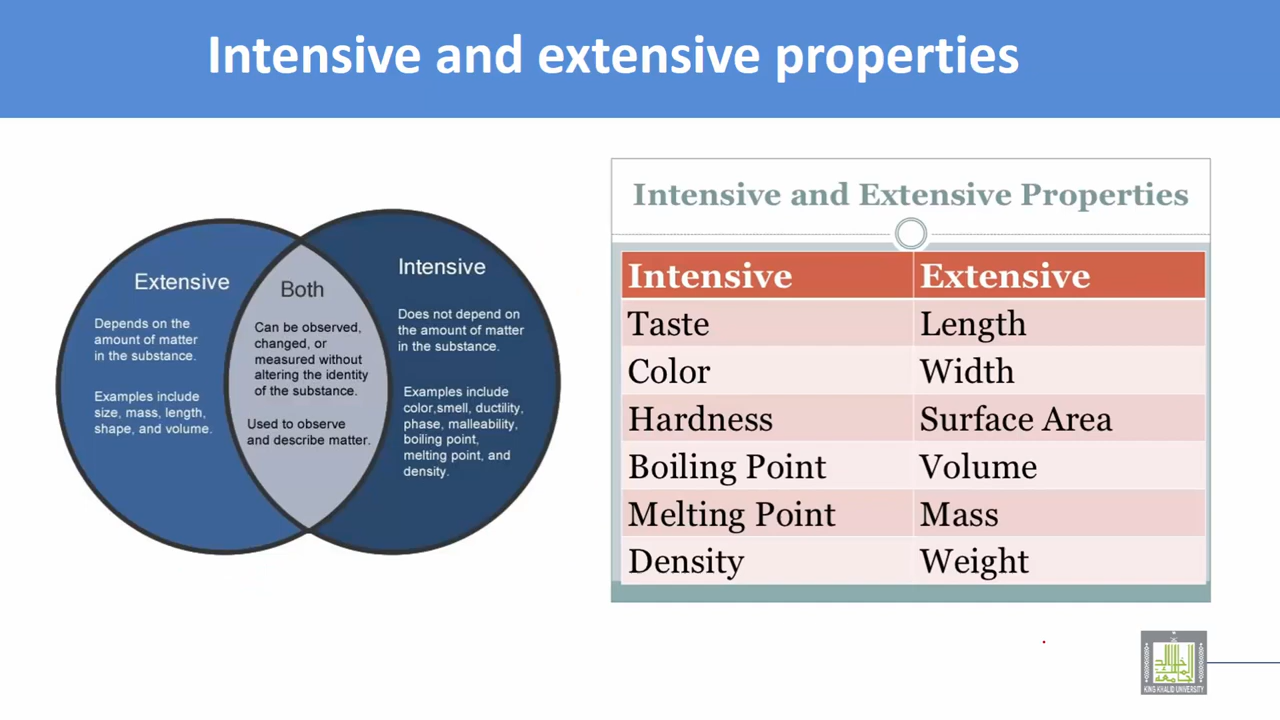 Intensive and extensive properties
Extensive
Depends on the
amount of matter
in the substance.
Examples include
size, mass, length,
shape, and volume.
Both
Can be observed,
changed, or
measured without
altering the identity
of the substance.
Used to observe
and describe matter.
Intensive
Does not depend on
the amount of matter
in the substance.
Examples include
color,smell, ductility,
phase, malleability,
boiling point,
melting point, and
density.
Intensive and Extensive Properties
Intensive Extensive
Taste Length
Color Width
Hardness Surface Area
Boiling Point Volume
Melting Point Mass
Density Weight
KING KHALID UNIVERSITY